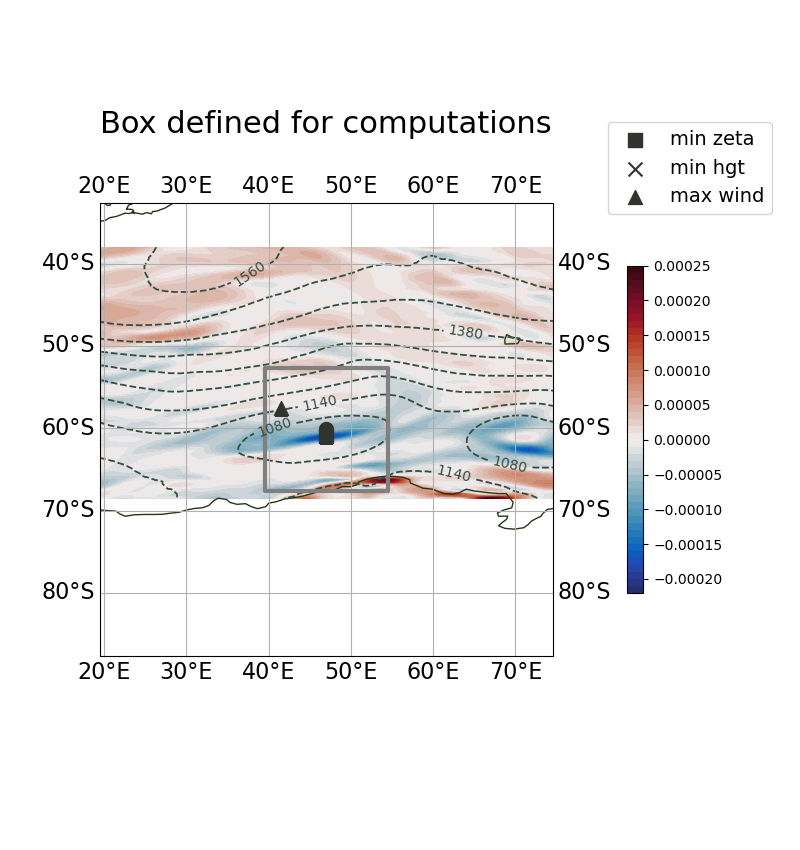 Box defined for computations
min zeta
min hgt
max wind
20°E 30°E 40°E 50°E 60°E 70°E
40°S 40°S
50°S 50°S
60°S 60°S
70°S 70°S
80°S 80°S
20°E 30°E 40°E 50°E 60°E 70°E
1560
1380
1140
1080
1140
1080
0.00025
0.00020
0.00015
0.00010
0.00005
0.00000
−0.00005
−0.00010
−0.00015
−0.00020